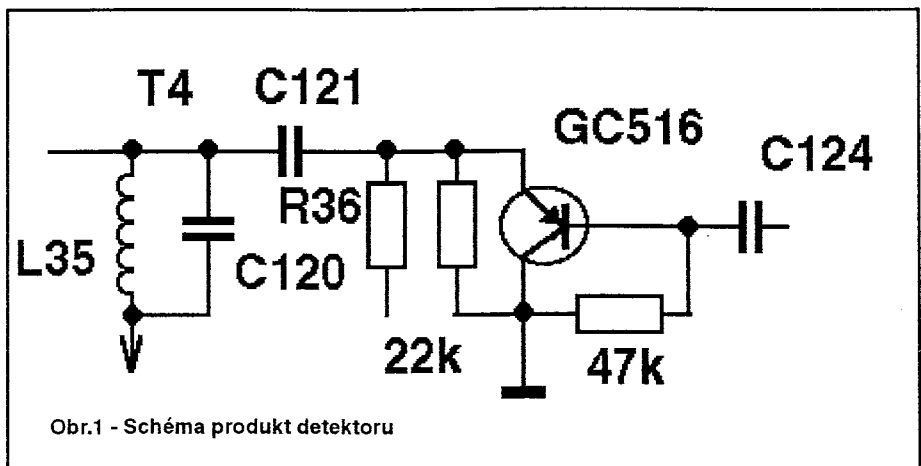 T4
C121
GC516
C124
R36
L35
C120
22k
47k
Obr.1 - Schéma produkt detektoru